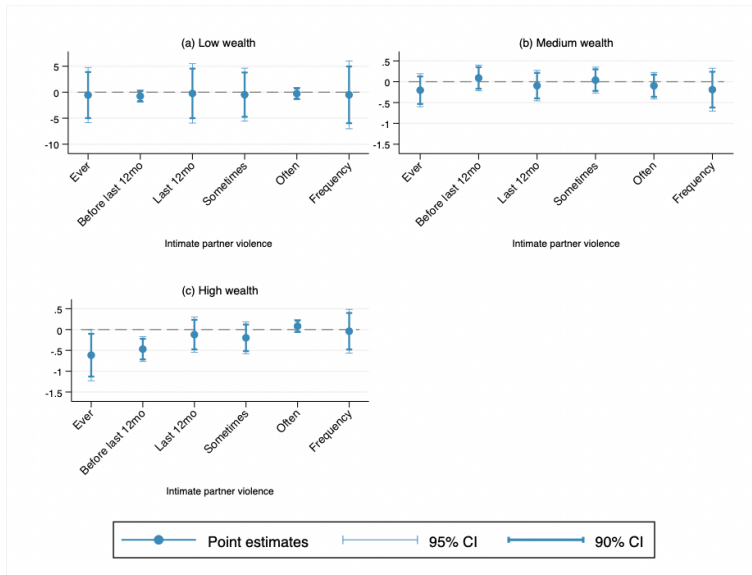 (a) Low wealth
5
0
-5
-10
Ever
Before last 12mo
Last 12mo
Sometimes
Often
Frequency
Intimate partner violence
(b) Medium wealth
.5
0
-.5
-1
-1.5
Ever
Before last 12mo
Last 12mo
Sometimes
Often
Frequency
Intimate partner violence
(c) High wealth
.5
0
-.5
-1
-1.5
Ever
Before last 12mo
Last 12mo
Sometimes
Often
Frequency
Intimate partner violence
Point estimates 95% CI 90% CI